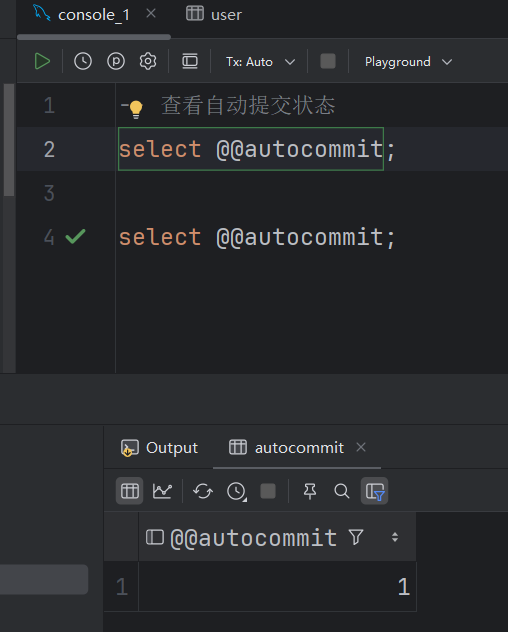 console_1
user
Tx: Auto
Playground
1 -- 查看自动提交状态
2 select @@autocommit;
3
4 select @@autocommit;
Output
autocommit
@@autocommit
1 1